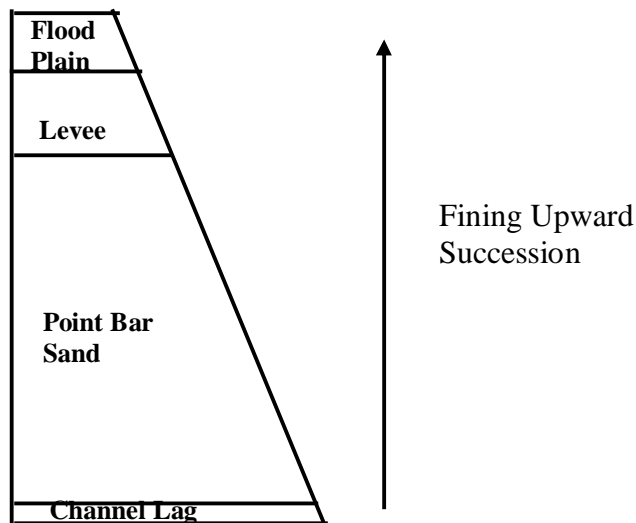 Flood
Plain
Levee
Fining Upward
Succession
Point Bar
Sand
Channel Lag